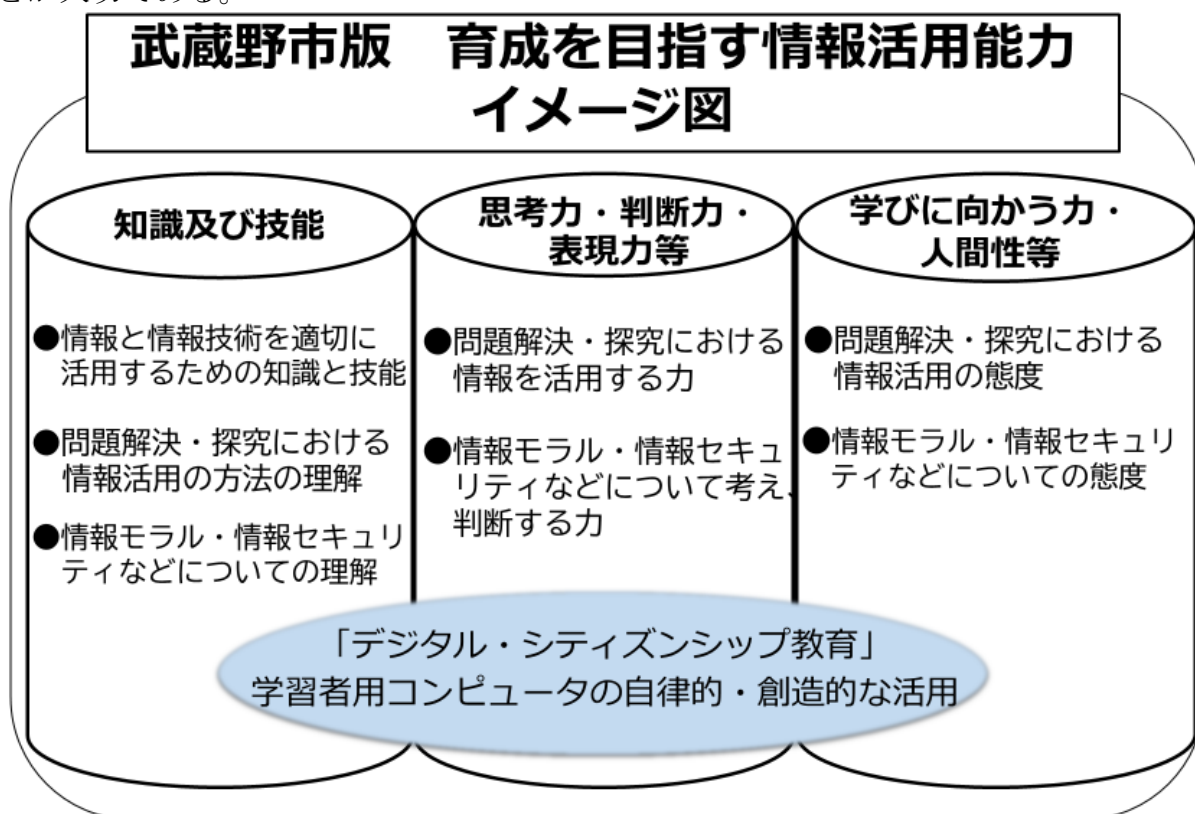 武蔵野市版　育成を目指す情報活用能力
イメージ図
知識及び技能
●情報と情報技術を適切に
活用するための知識と技能
●問題解決・探究における
情報活用の方法の理解
●情報モラル・情報セキュリ
ティなどについての理解
思考力・判断力・
表現力等
●問題解決・探究における
情報を活用する力
●情報モラル・情報セキュ
リティなどについて考え、
判断する力
学びに向かう力・
人間性等
●問題解決・探究における
情報活用の態度
●情報モラル・情報セキュリ
ティなどについての態度
「デジタル・シティズンシップ教育」
学習者用コンピュータの自律的・創造的な活用